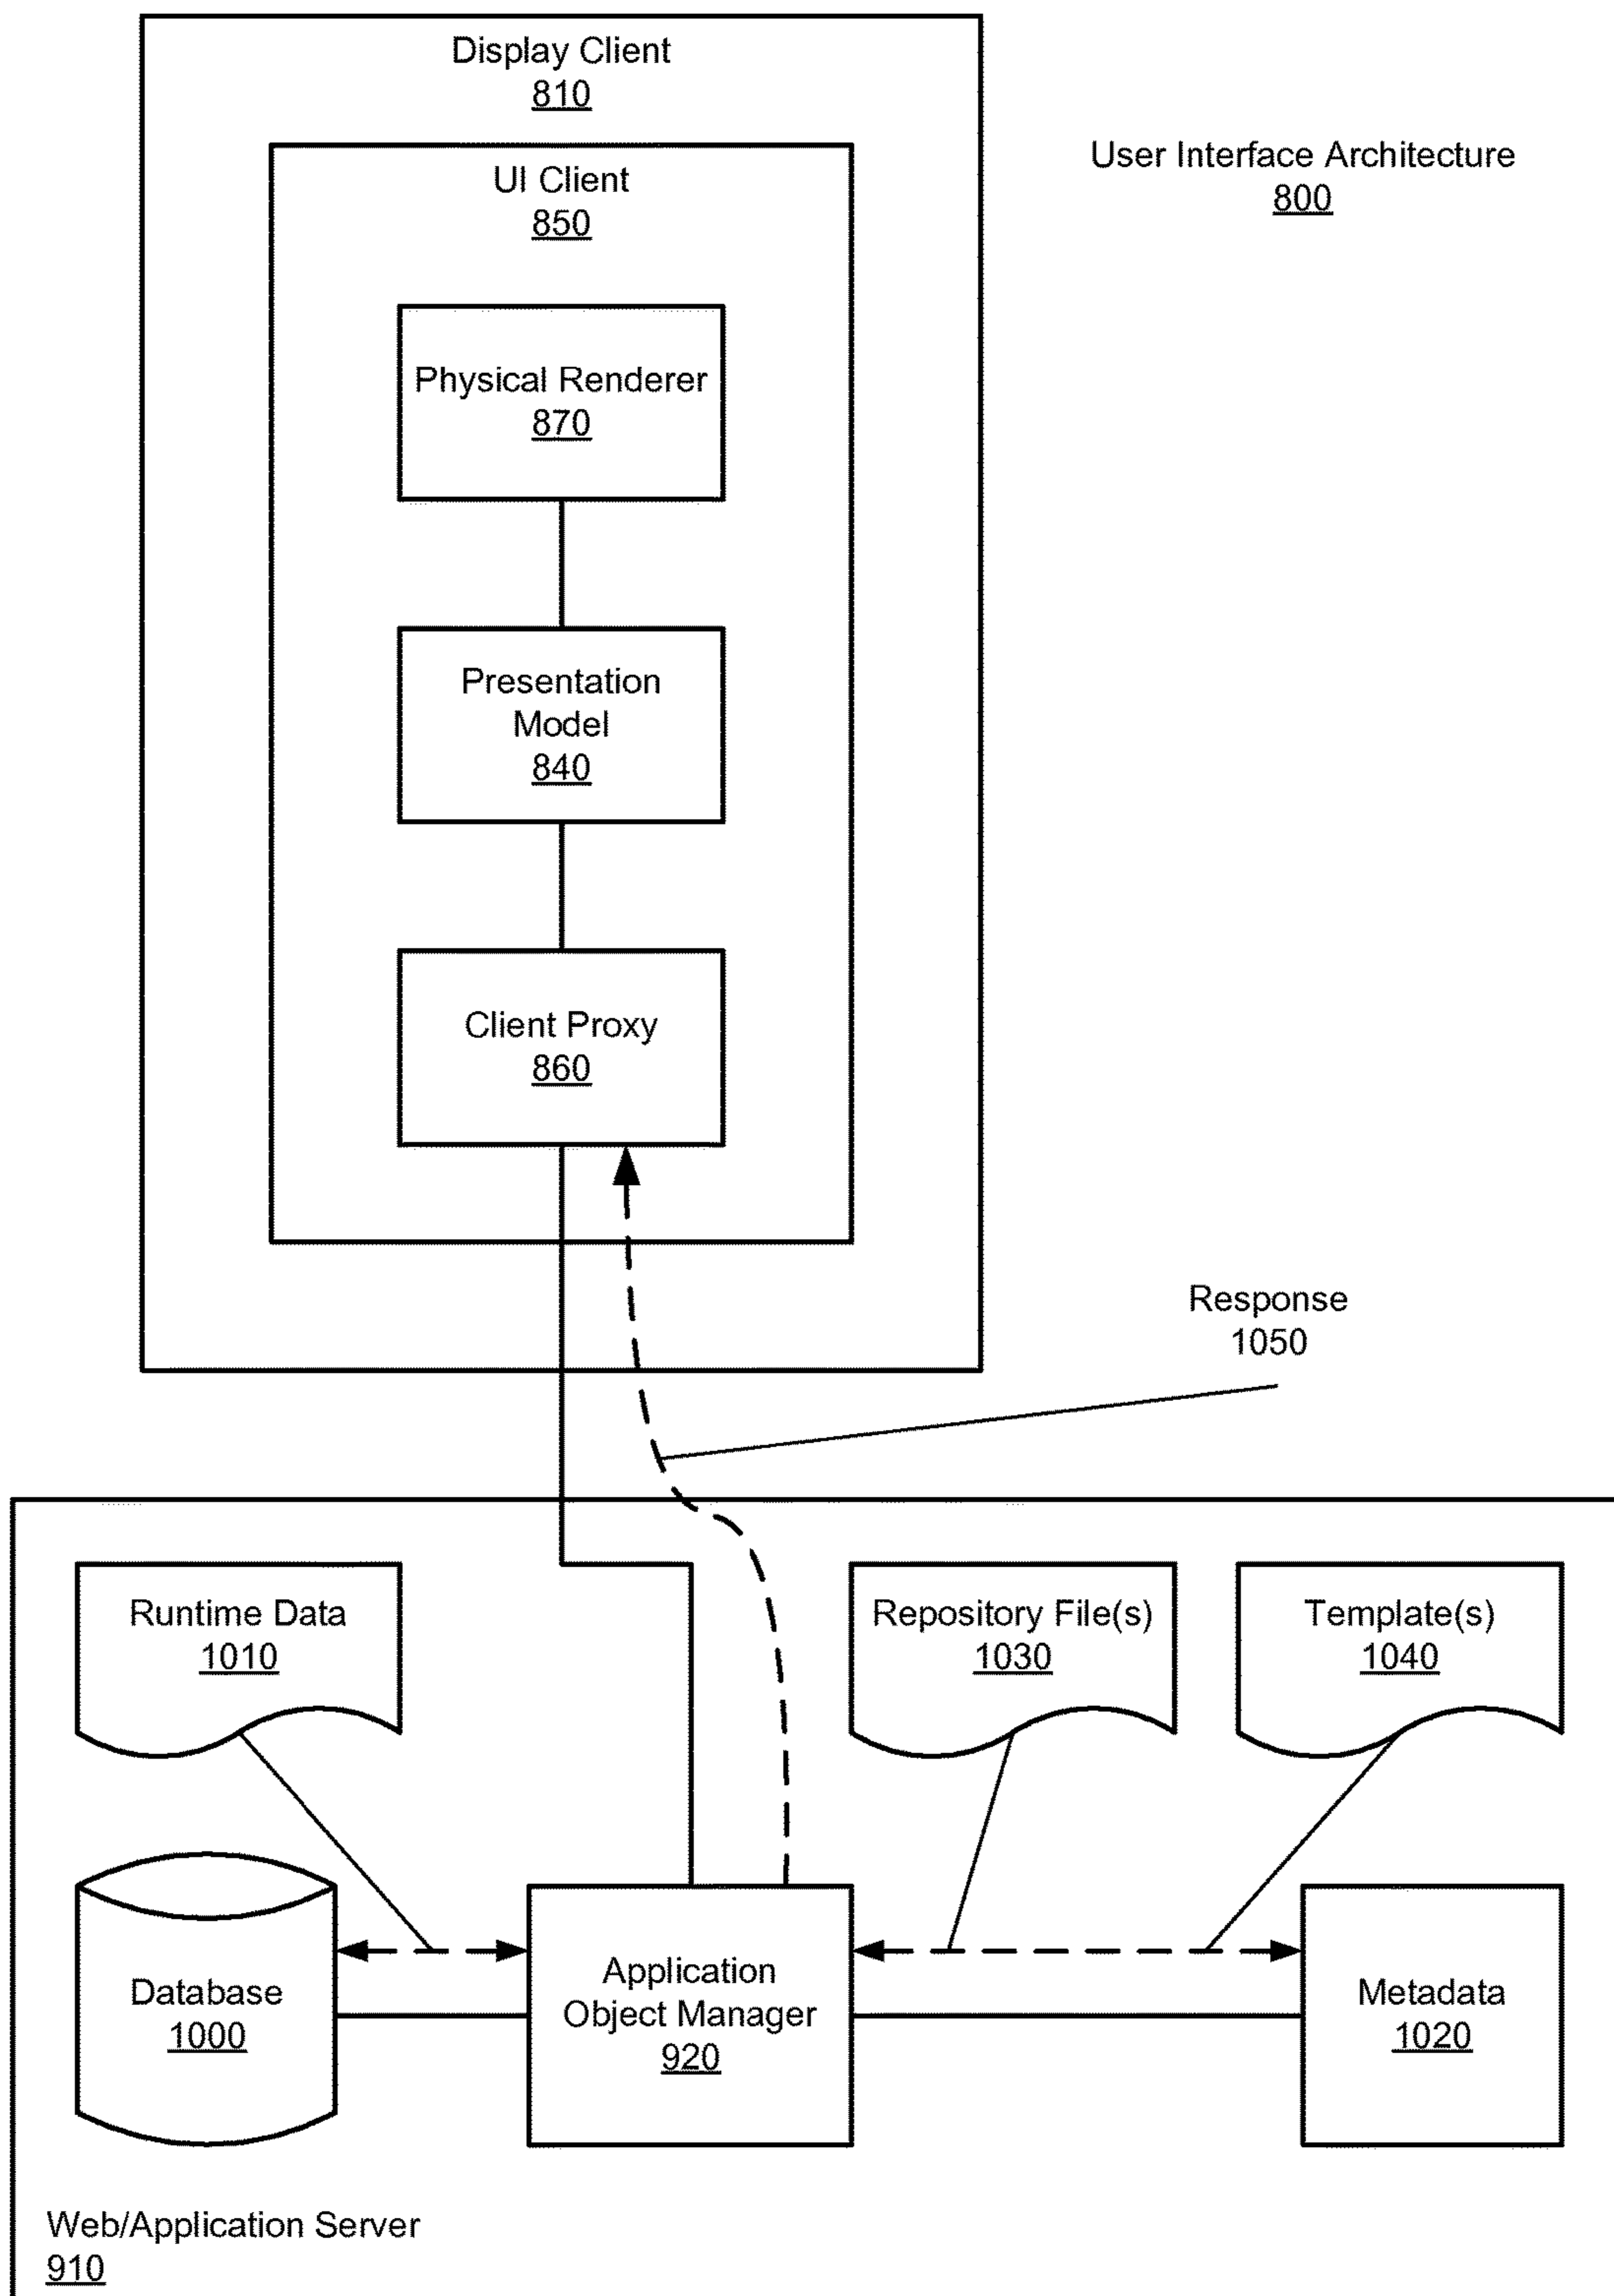 Display Client
810
User Interface Architecture
800
UI Client
850
Physical Renderer
870
Presentation
Model
840
Client Proxy
860
Response
1050
Runtime Data
1010
Repository File(s)
1030
Template(s)
1040
Database
1000
Application
Object Manager
920
Metadata
1020
Web/Application Server
910